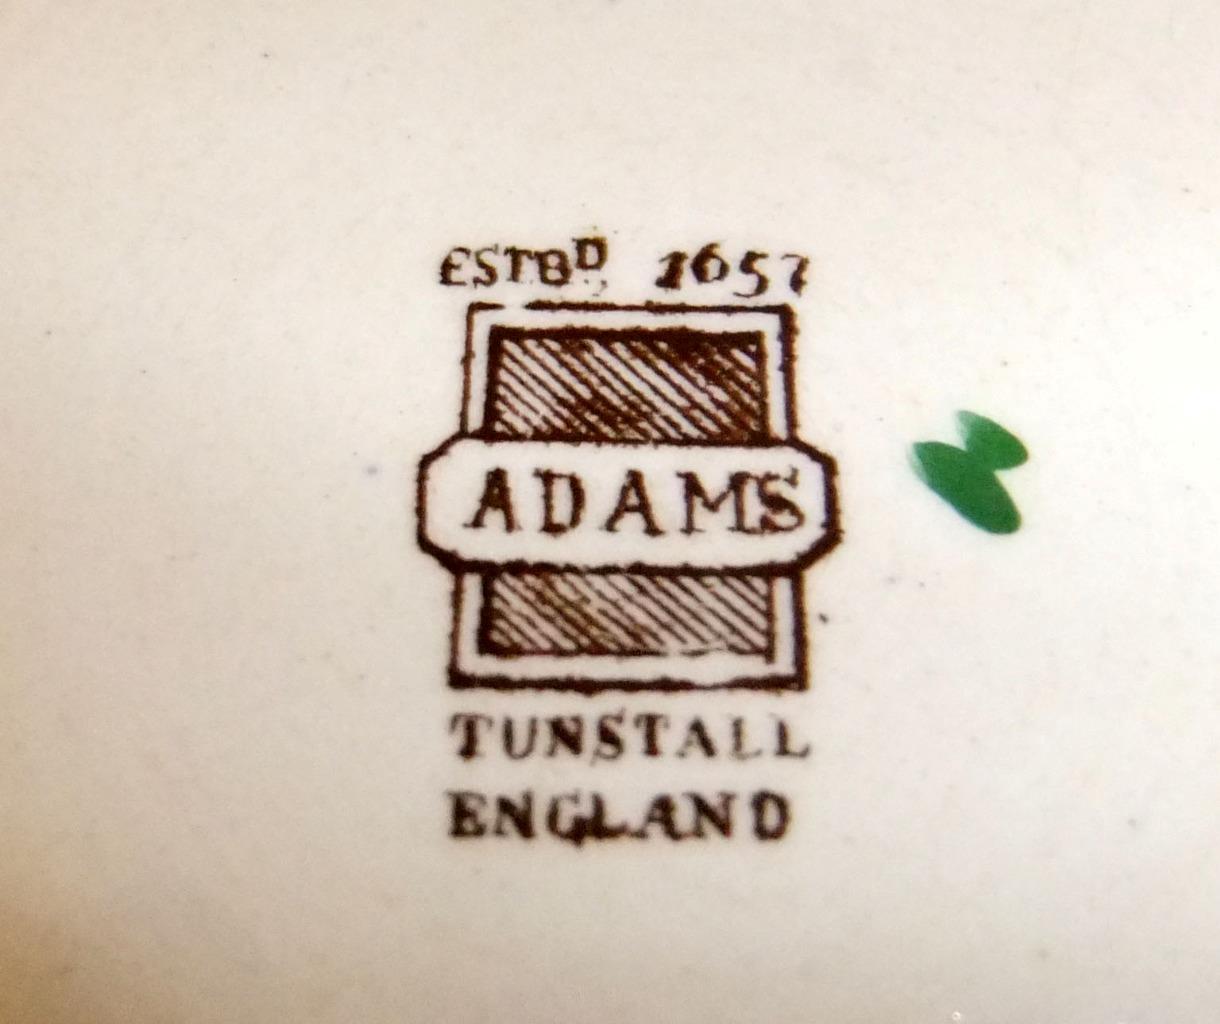 ESTBD 1657
ADAMS
TUNSTALL
ENGLAND